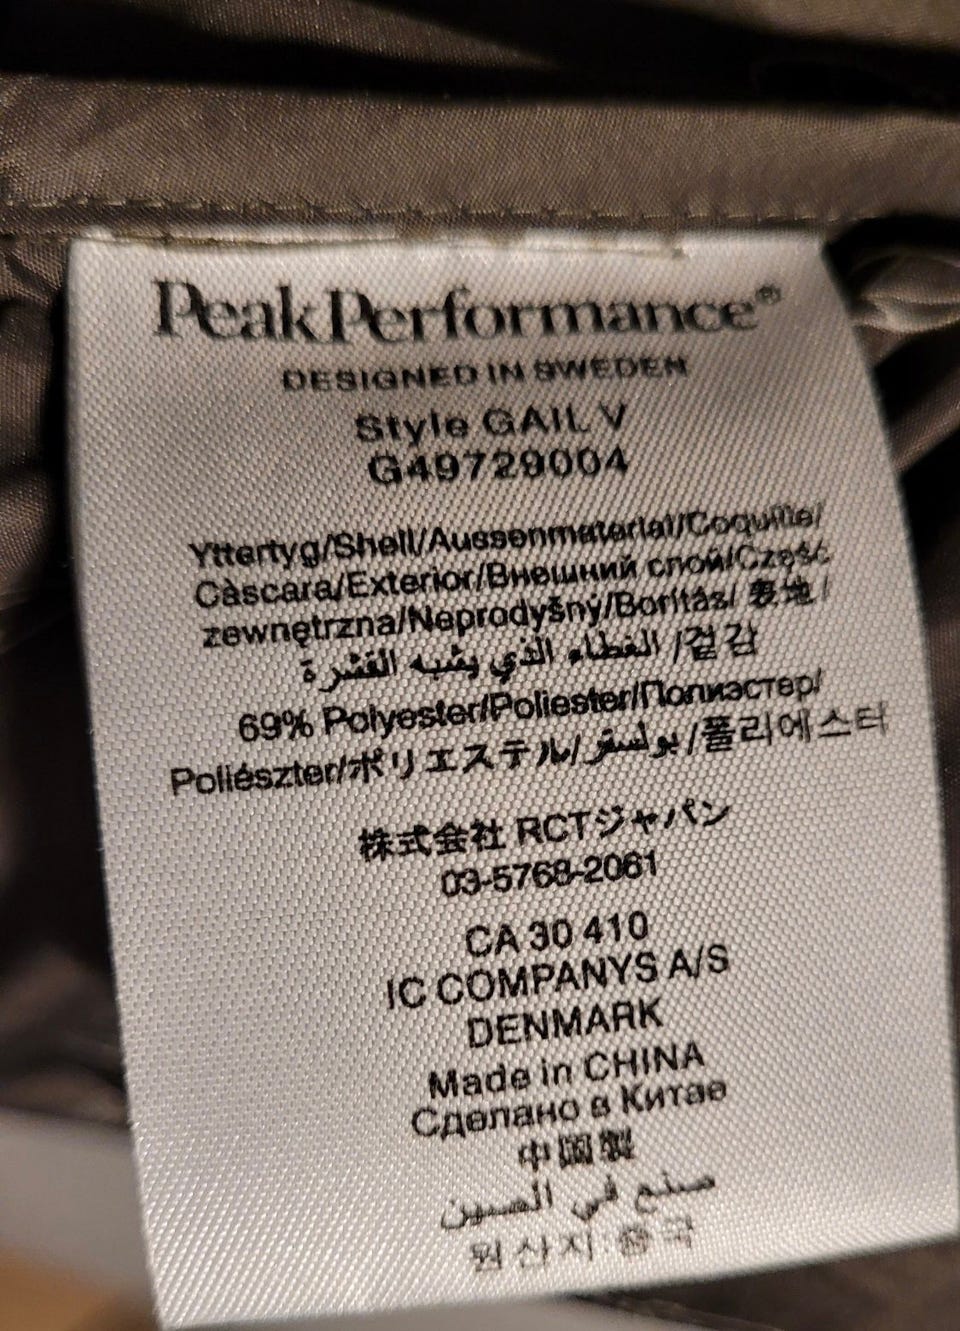 PeakPerformance®
DESIGNED IN SWEDEN
Style GAIL V
G49729004
Yttertyg/Shell/Aussenmaterial/Coquille/
Càscara/Exterior/Внешний слой/Część
zewnętrzna/Neprodyšný/Borítás/ 表地/
الغطاء الذي يشبه القشرة /겉감
69% Polyester/Poliester/Полиэстер/
Poliészter/ポリエステル/بولستر/폴리에스터
株式会社 RCTジャパン
03-5768-2061
CA 30 410
IC COMPANYS A/S
DENMARK
Made in CHINA
Сделано в Китае
中國製
صنع في الصين
원산지: 중국